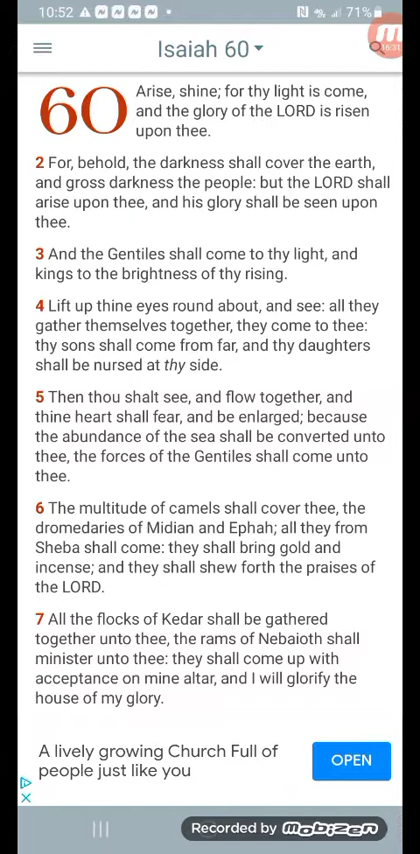 10:52 71%
Isaiah 60
16:31
60 Arise, shine; for thy light is come,
and the glory of the LORD is risen
upon thee.
2 For, behold, the darkness shall cover the earth,
and gross darkness the people: but the LORD shall
arise upon thee, and his glory shall be seen upon
thee.
3 And the Gentiles shall come to thy light, and
kings to the brightness of thy rising.
4 Lift up thine eyes round about, and see: all they
gather themselves together, they come to thee:
thy sons shall come from far, and thy daughters
shall be nursed at thy side.
5 Then thou shalt see, and flow together, and
thine heart shall fear, and be enlarged; because
the abundance of the sea shall be converted unto
thee, the forces of the Gentiles shall come unto
thee.
6 The multitude of camels shall cover thee, the
dromedaries of Midian and Ephah; all they from
Sheba shall come: they shall bring gold and
incense; and they shall shew forth the praises of
the LORD.
7 All the flocks of Kedar shall be gathered
together unto thee, the rams of Nebaioth shall
minister unto thee: they shall come up with
acceptance on mine altar, and I will glorify the
house of my glory.
A lively growing Church Full of
people just like you
OPEN
Recorded by mobizen